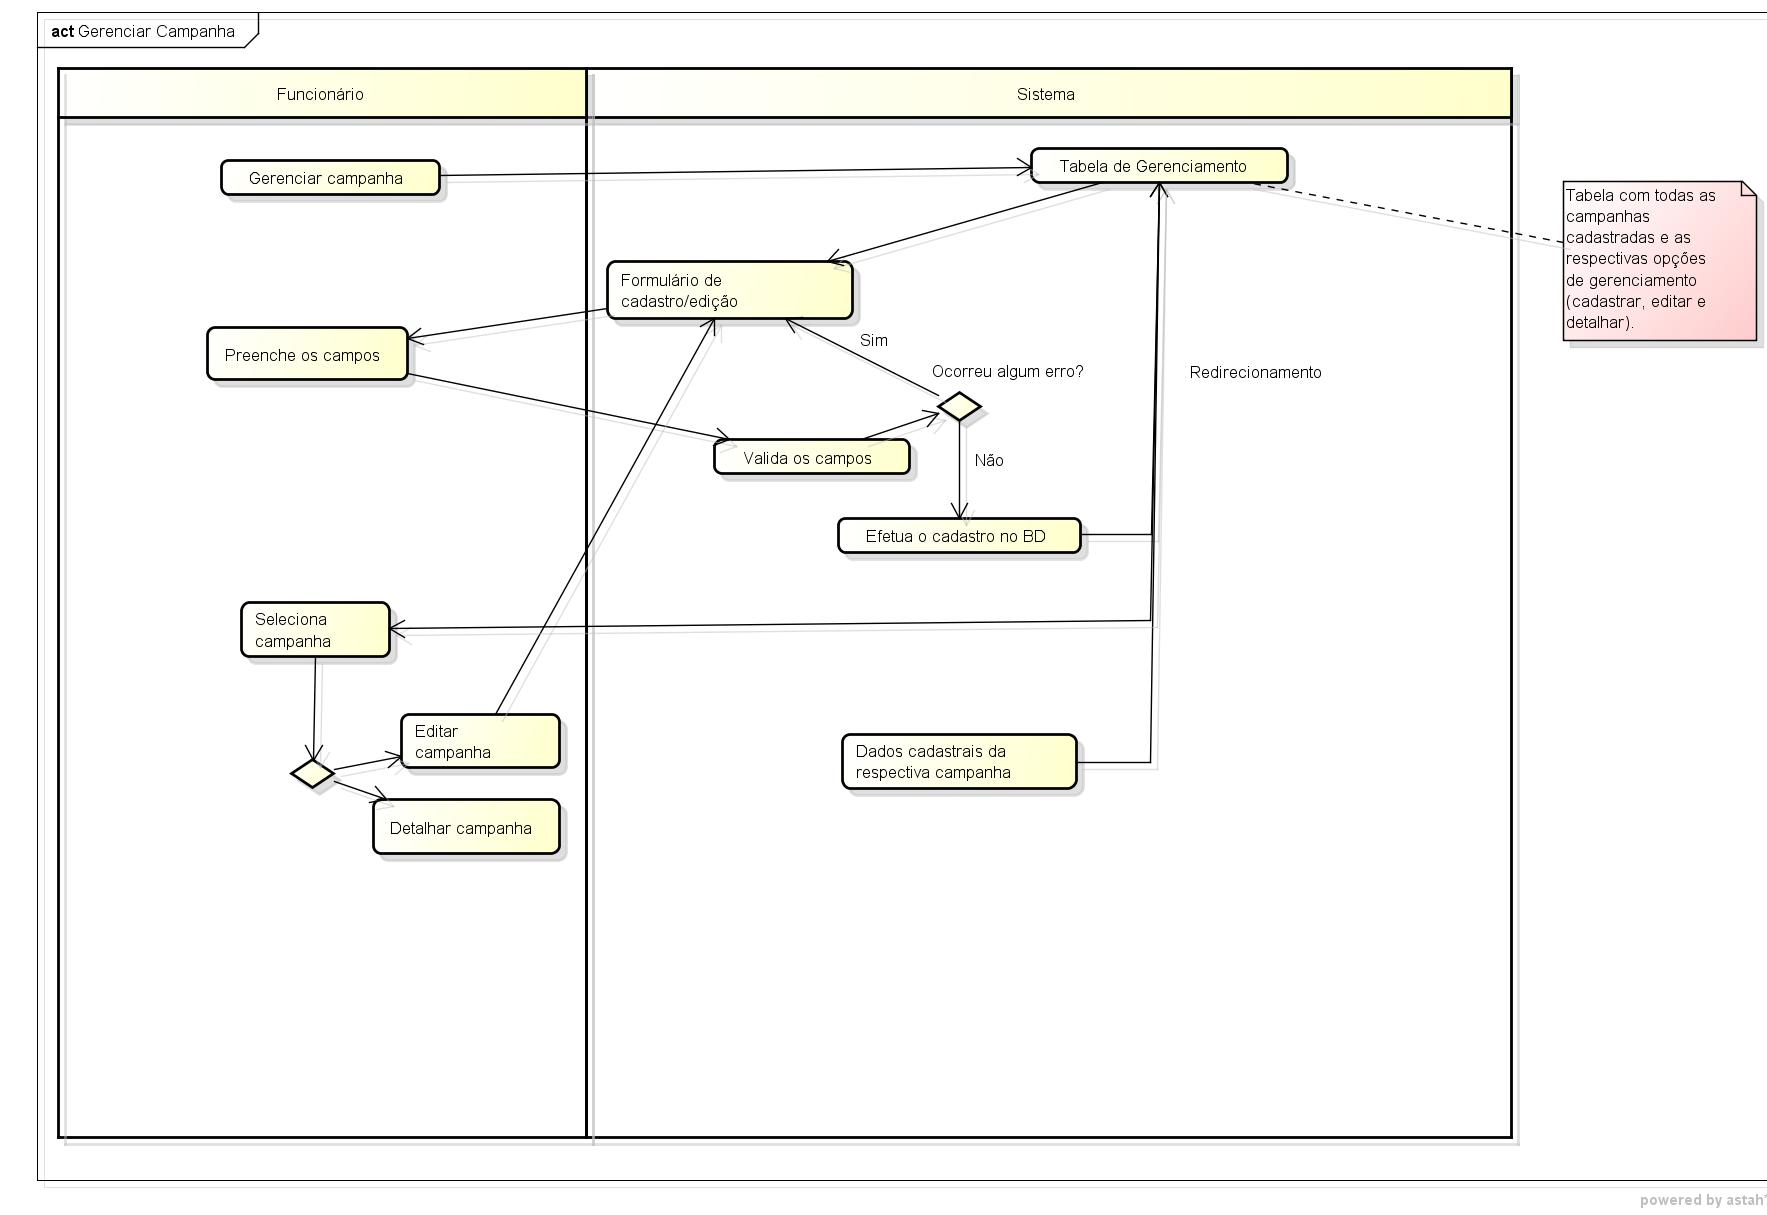 act Gerenciar Campanha
Funcionário
Sistema
Gerenciar campanha
Tabela de Gerenciamento
Tabela com todas as
campanhas
cadastradas e as
respectivas opções
de gerenciamento
(cadastrar, editar e
detalhar).
Formulário de
cadastro/edição
Preenche os campos
Sim
Ocorreu algum erro?
Redirecionamento
Valida os campos
Não
Efetua o cadastro no BD
Seleciona
campanha
Editar
campanha
Dados cadastrais da
respectiva campanha
Detalhar campanha
powered by astah*